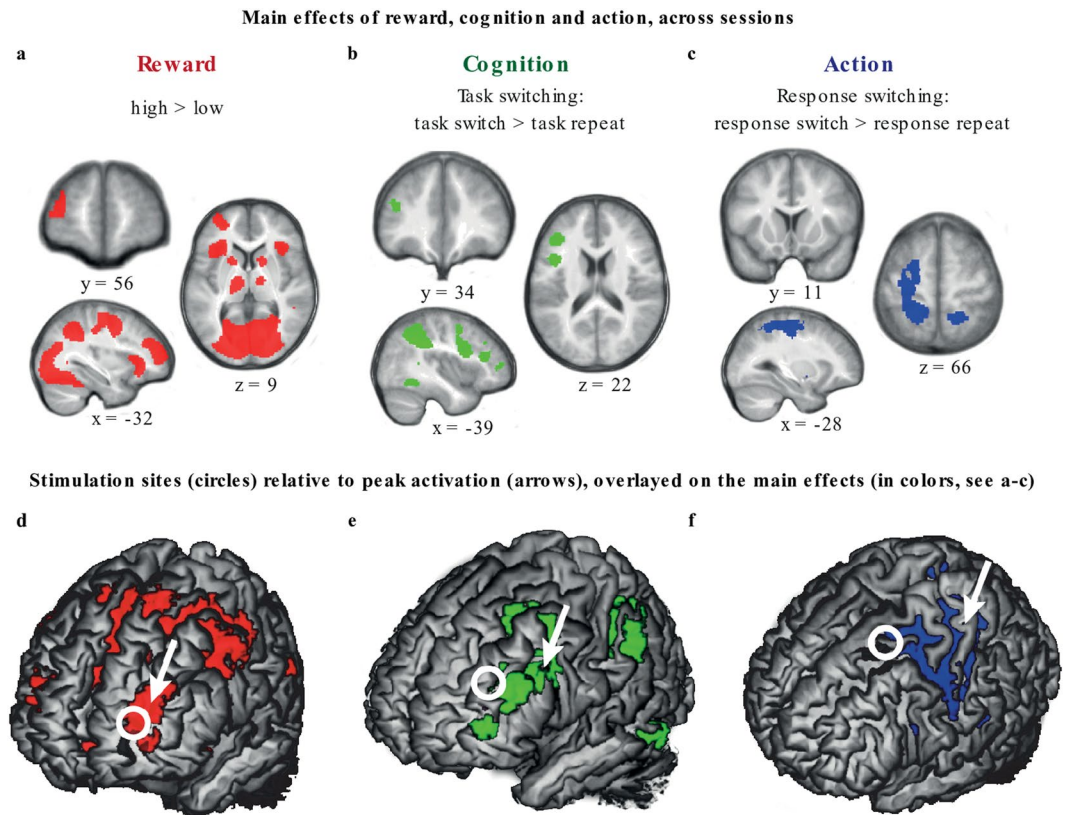 Main effects of reward, cognition and action, across sessions
a
Reward
high > low
y = 56
x = -32
z = 9
b
Cognition
Task switching:
task switch > task repeat
y = 34
x = -39
z = 22
c
Action
Response switching:
response switch > response repeat
y = 11
x = -28
z = 66
Stimulation sites (circles) relative to peak activation (arrows), overlayed on the main effects (in colors, see a-c)
d
e
f